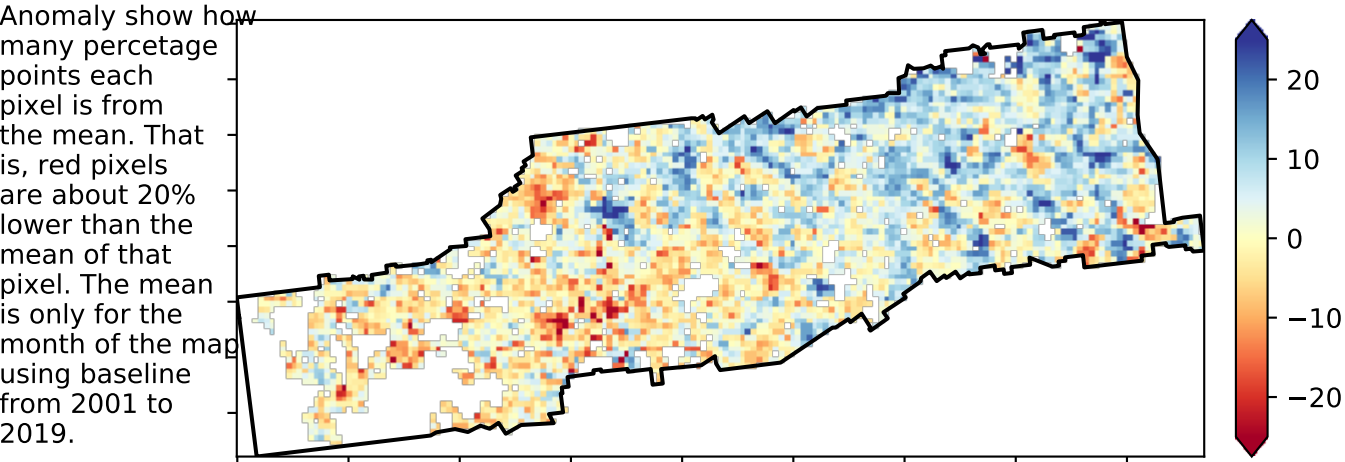 Anomaly show how
many percetage
points each
pixel is from
the mean. That
is, red pixels
are about 20%
lower than the
mean of that
pixel. The mean
is only for the
month of the map
using baseline
from 2001 to
2019.
20
10
0
−10
−20